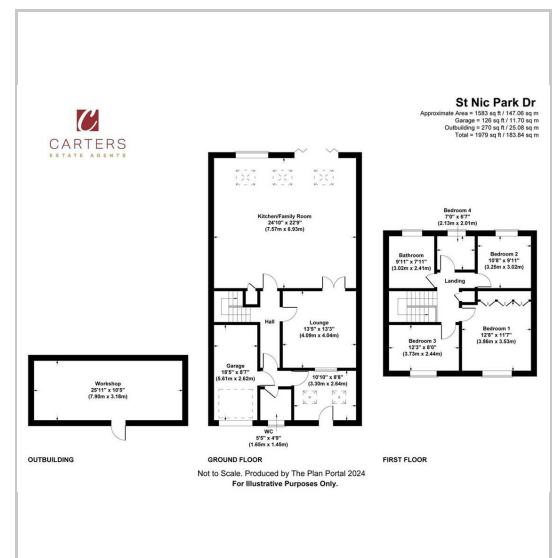 CARTERS
ESTATE AGENTS
St Nic Park Dr
Approximate Area = 1583 sq ft / 147.06 sq m
Garage = 126 sq ft / 11.70 sq m
Outbuilding = 270 sq ft / 25.08 sq m
Total = 1979 sq ft / 183.84 sq m
Workshop
25'11" x 10'5"
(7.90m x 3.18m)
OUTBUILDING
Kitchen/Family Room
24'10" x 22'9"
(7.57m x 6.93m)
Hall
Lounge
13'5" x 13'3"
(4.09m x 4.04m)
Garage
18'5" x 8'7"
(5.61m x 2.62m)
10'10" x 8'8"
(3.30m x 2.64m)
WC
5'5" x 4'9"
(1.65m x 1.45m)
GROUND FLOOR
Bedroom 4
7'0" x 6'7"
(2.13m x 2.01m)
Bathroom
9'11" x 7'11"
(3.02m x 2.41m)
Bedroom 2
10'8" x 9'11"
(3.25m x 3.02m)
Landing
Bedroom 3
12'3" x 8'0"
(3.73m x 2.44m)
Bedroom 1
12'8" x 11'7"
(3.86m x 3.53m)
FIRST FLOOR
Not to Scale. Produced by The Plan Portal 2024
For Illustrative Purposes Only.